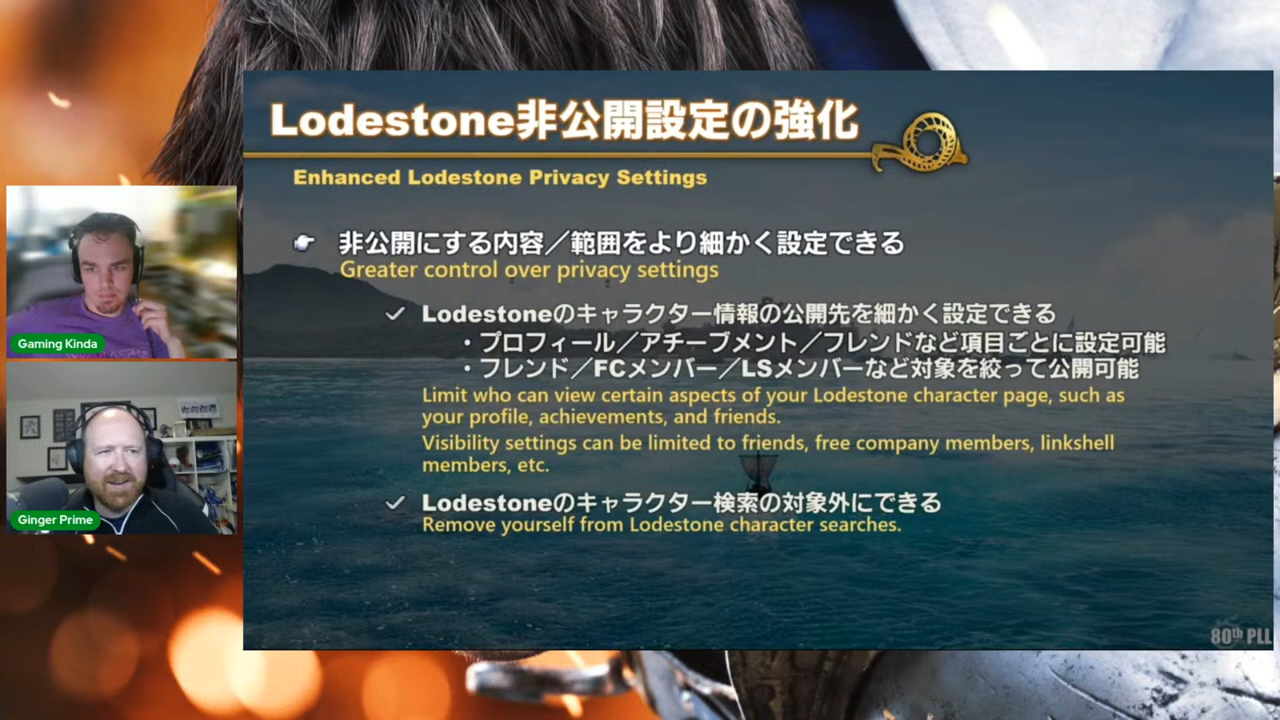 Lodestone非公開設定の強化
Enhanced Lodestone Privacy Settings
非公開にする内容／範囲をより細かく設定できる
Greater control over privacy settings
Lodestoneのキャラクター情報の公開先を細かく設定できる
・プロフィール／アチーブメント／フレンドなど項目ごとに設定可能
・フレンド／FCメンバー／LSメンバーなど対象を絞って公開可能
Limit who can view certain aspects of your Lodestone character page, such as
your profile, achievements, and friends.
Visibility settings can be limited to friends, free company members, linkshell
members, etc.
Lodestoneのキャラクター検索の対象外にできる
Remove yourself from Lodestone character searches.
80th PLL
Gaming Kinda
Ginger Prime